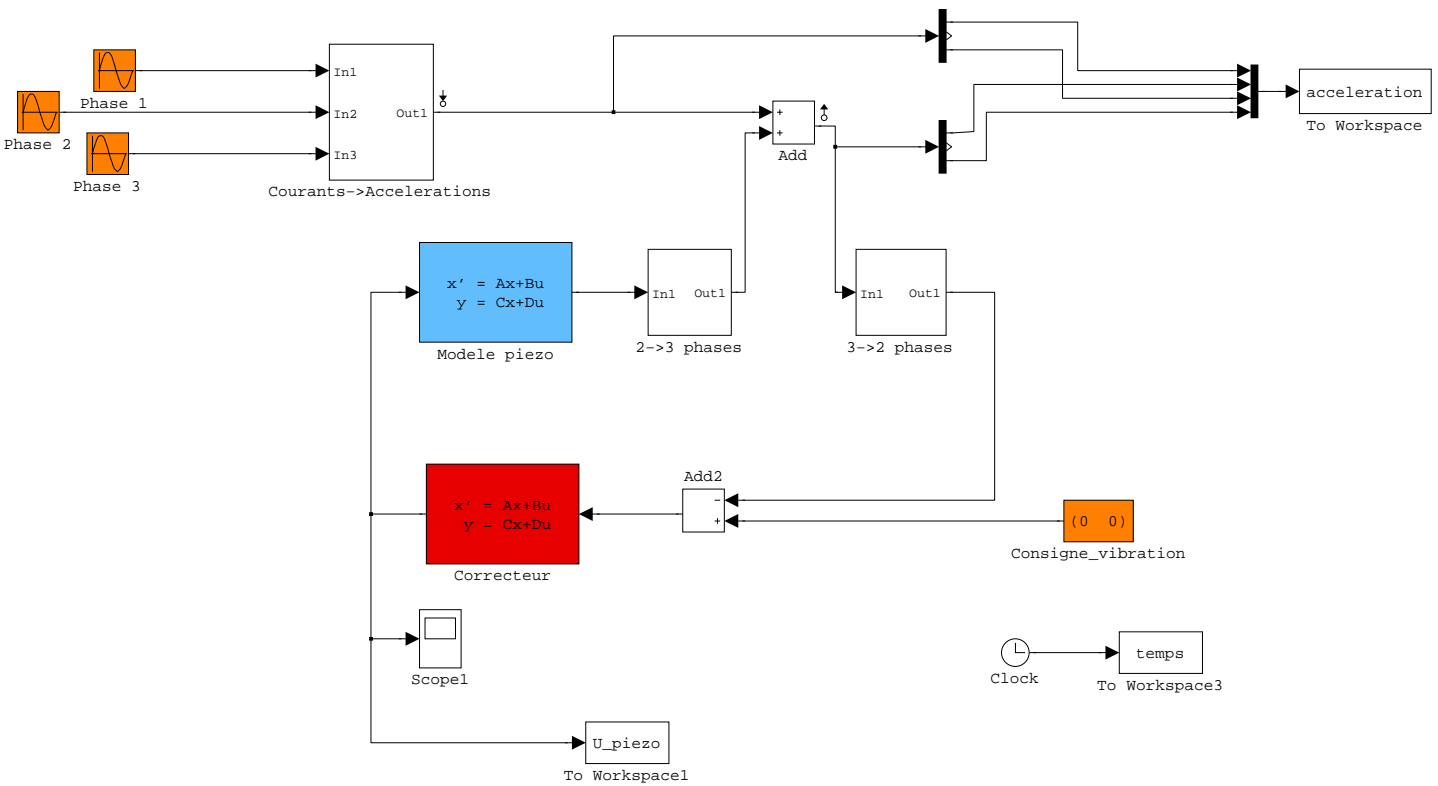 Phase 1
Phase 2
Phase 3
In1
In2
In3
Out1
Courants->Accelerations
+
+
Add
acceleration
To Workspace
x' = Ax+Bu
y = Cx+Du
Modele piezo
In1 Out1
2->3 phases
In1 Out1
3->2 phases
x' = Ax+Bu
y = Cx+Du
Correcteur
Add2
-
+
(0 0)
Consigne_vibration
Scope1
Clock
temps
To Workspace3
U_piezo
To Workspace1